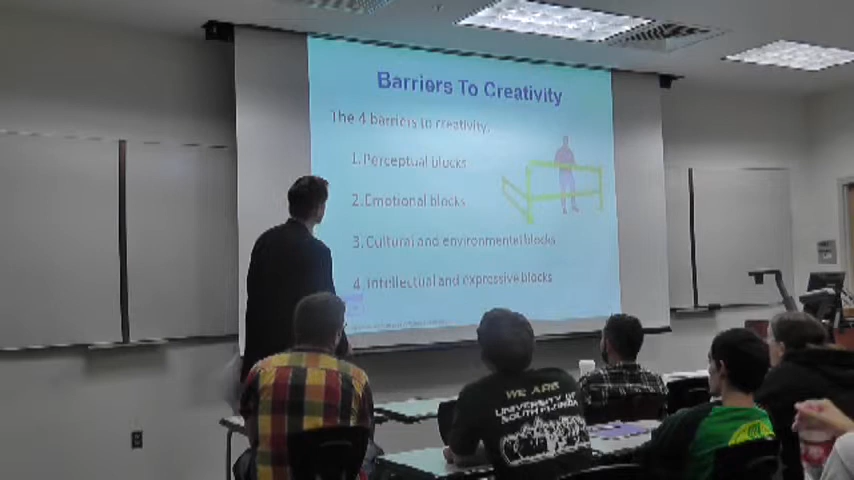 Barriers To Creativity
The 4 barriers to creativity.
1. Perceptual blocks
2. Emotional blocks
3. Cultural and environmental blocks
4. Intellectual and expressive blocks
WE ARE
UNIVERSITY OF
SOUTH FLORIDA